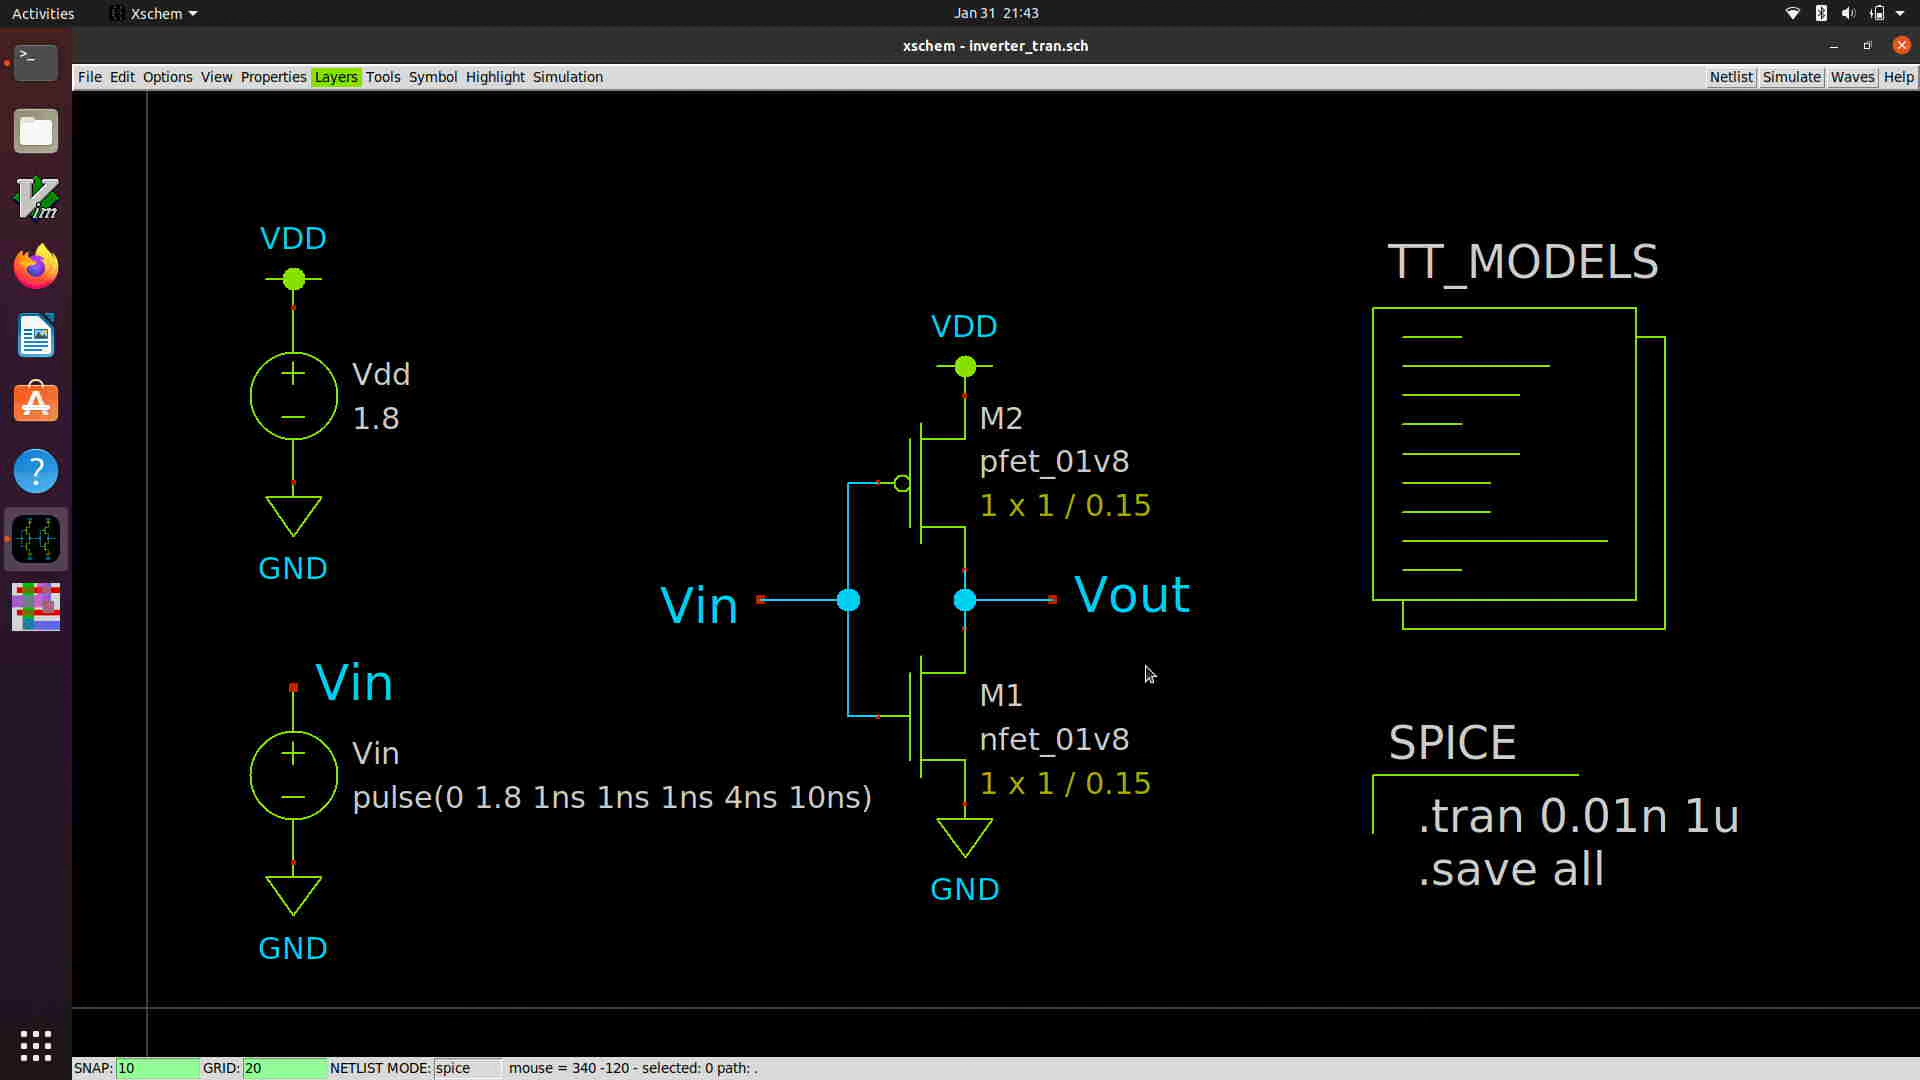 Activities
Xschem
Jan 31 21:43
xschem - inverter_tran.sch
File Edit Options View Properties Layers Tools Symbol Highlight Simulation
Netlist Simulate Waves Help
VDD
Vdd
1.8
GND
Vin
Vin
pulse(0 1.8 1ns 1ns 1ns 4ns 10ns)
GND
VDD
M2
pfet_01v8
1 x 1 / 0.15
Vin
Vout
M1
nfet_01v8
1 x 1 / 0.15
GND
TT_MODELS
SPICE
.tran 0.01n 1u
.save all
SNAP: 10 GRID: 20 NETLIST MODE: spice mouse = 340 -120 - selected: 0 path: .